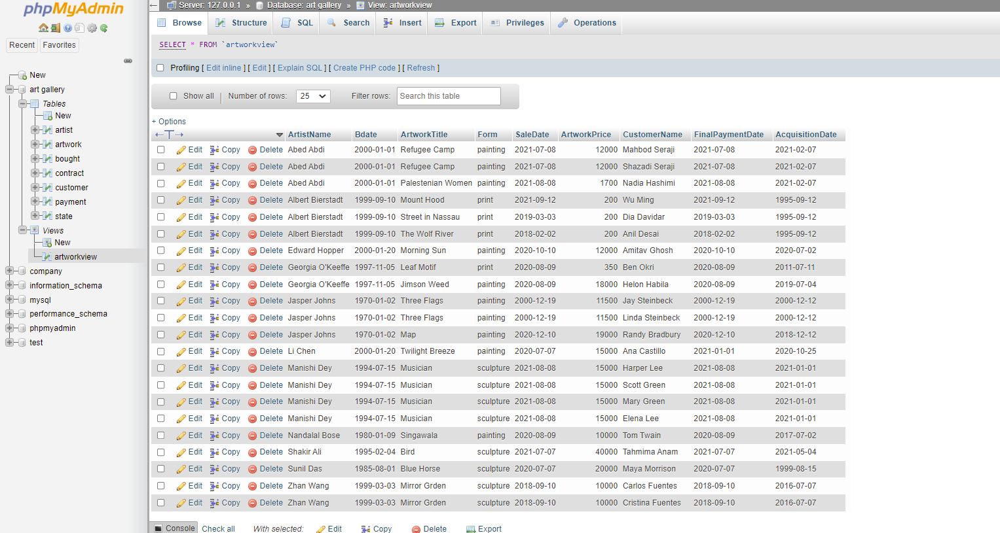 phpMyAdmin
Recent Favorites
New
art gallery
Tables
New
artist
artwork
bought
contract
customer
payment
state
Views
New
artworkview
company
information_schema
mysql
performance_schema
phpmyadmin
test
← Server: 127.0.0.1 » Database: art gallery » View: artworkview
Browse Structure SQL Search Insert Export Privileges Operations
SELECT * FROM `artworkview`
Profiling [ Edit inline ] [ Edit ] [ Explain SQL ] [ Create PHP code ] [ Refresh ]
Show all | Number of rows: 25 Filter rows: Search this table
+ Options
←T→ ArtistName Bdate ArtworkTitle Form SaleDate ArtworkPrice CustomerName FinalPaymentDate AcquisitionDate
Edit Copy Delete Abed Abdi 2000-01-01 Refugee Camp painting 2021-07-08 12000 Mahbod Seraji 2021-07-08 2021-02-07
Edit Copy Delete Abed Abdi 2000-01-01 Refugee Camp painting 2021-07-08 12000 Shazadi Seraji 2021-07-08 2021-02-07
Edit Copy Delete Abed Abdi 2000-01-01 Palestenian Women painting 2021-08-08 1700 Nadia Hashimi 2021-08-08 2021-02-07
Edit Copy Delete Albert Bierstadt 1999-09-10 Mount Hood print 2021-09-12 200 Wu Ming 2021-09-12 1995-09-12
Edit Copy Delete Albert Bierstadt 1999-09-10 Street in Nassau print 2019-03-03 200 Dia Davidar 2019-03-03 1995-09-12
Edit Copy Delete Albert Bierstadt 1999-09-10 The Wolf River print 2018-02-02 200 Anil Desai 2018-02-02 1995-09-12
Edit Copy Delete Edward Hopper 2000-01-20 Morning Sun painting 2020-10-10 12000 Amitav Ghosh 2020-10-10 2020-07-02
Edit Copy Delete Georgia O'Keeffe 1997-11-05 Leaf Motif print 2020-08-09 350 Ben Okri 2020-08-09 2011-07-11
Edit Copy Delete Georgia O'Keeffe 1997-11-05 Jimson Weed painting 2020-08-09 18000 Helon Habila 2020-08-09 2019-07-04
Edit Copy Delete Jasper Johns 1970-01-02 Three Flags painting 2000-12-19 11500 Jay Steinbeck 2000-12-19 2000-12-12
Edit Copy Delete Jasper Johns 1970-01-02 Three Flags painting 2000-12-19 11500 Linda Steinbeck 2000-12-19 2000-12-12
Edit Copy Delete Jasper Johns 1970-01-02 Map painting 2020-12-10 19000 Randy Bradbury 2020-12-10 2018-12-12
Edit Copy Delete Li Chen 2000-01-20 Twilight Breeze painting 2020-07-07 15000 Ana Castillo 2021-01-01 2020-10-25
Edit Copy Delete Manishi Dey 1994-07-15 Musician sculpture 2021-08-08 15000 Harper Lee 2021-08-08 2021-01-01
Edit Copy Delete Manishi Dey 1994-07-15 Musician sculpture 2021-08-08 15000 Scott Green 2021-08-08 2021-01-01
Edit Copy Delete Manishi Dey 1994-07-15 Musician sculpture 2021-08-08 15000 Mary Green 2021-08-08 2021-01-01
Edit Copy Delete Manishi Dey 1994-07-15 Musician sculpture 2021-08-08 15000 Elena Lee 2021-08-08 2021-01-01
Edit Copy Delete Nandalal Bose 1980-01-09 Singawala painting 2020-08-09 10000 Tom Twain 2020-08-09 2017-07-02
Edit Copy Delete Shakir Ali 1995-02-04 Bird sculpture 2021-07-07 40000 Tahmima Anam 2021-07-07 2021-05-04
Edit Copy Delete Sunil Das 1985-08-01 Blue Horse sculpture 2020-07-07 20000 Maya Morrison 2020-07-07 1999-08-15
Edit Copy Delete Zhan Wang 1999-03-03 Mirror Grden sculpture 2018-09-10 10000 Carlos Fuentes 2018-09-10 2016-07-07
Edit Copy Delete Zhan Wang 1999-03-03 Mirror Grden sculpture 2018-09-10 10000 Cristina Fuentes 2018-09-10 2016-07-07
Console Check all With selected: Edit Copy Delete Export